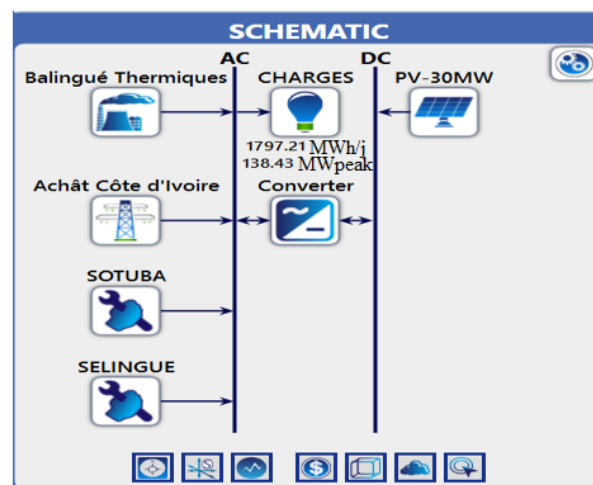 SCHEMATIC
AC DC
Balingué Thermiques CHARGES PV-30MW
1797.21 MWh/j
138.43 MWpeak
Achât Côte d'Ivoire Converter
SOTUBA
SELINGUE